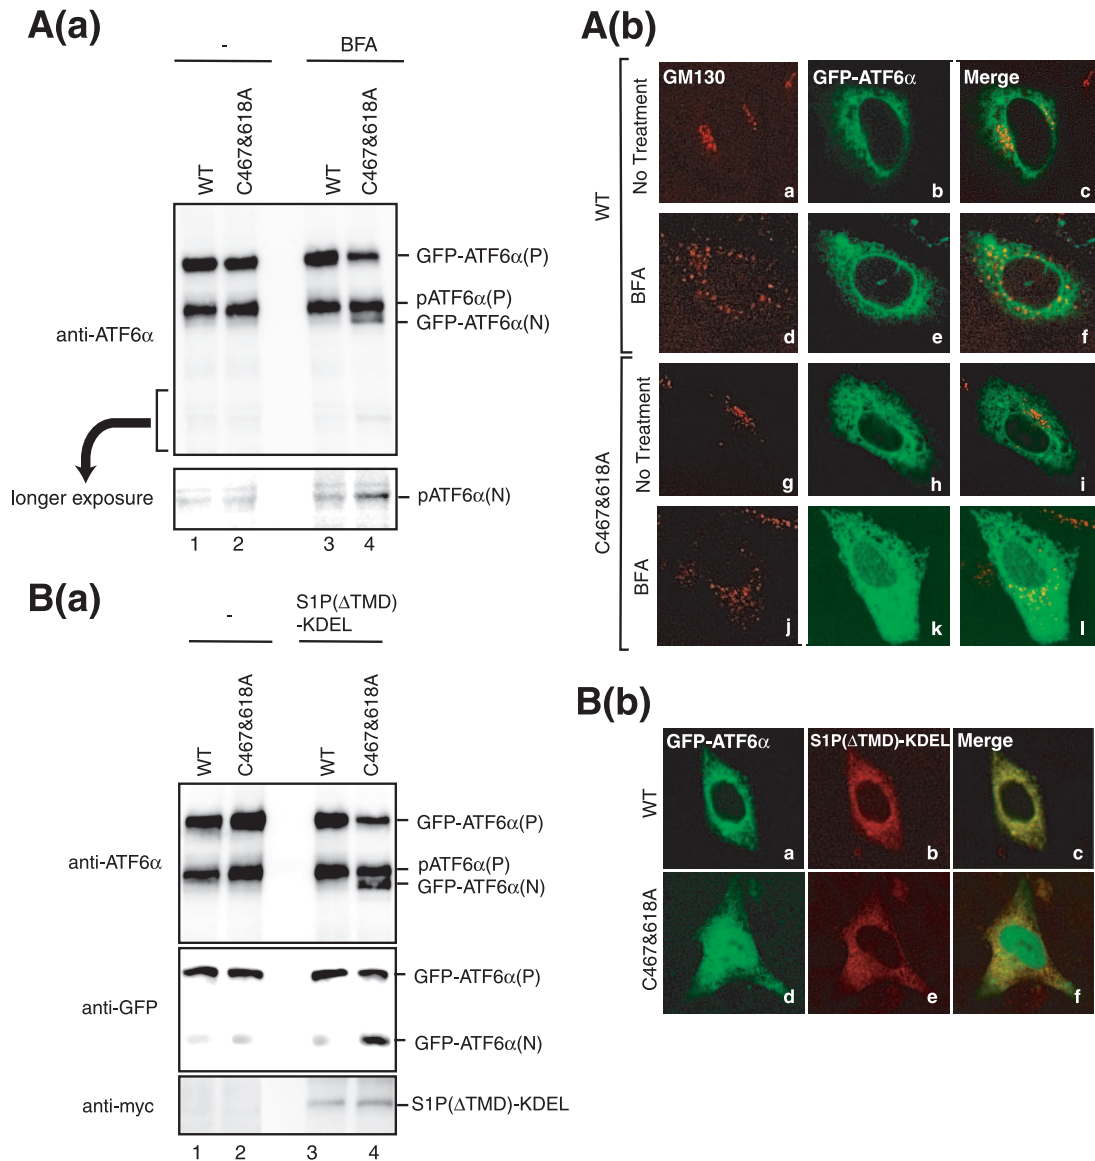 A(a)
-
BFA
WT
C467&618A
WT
C467&618A
GFP-ATF6α(P)
pATF6α(P)
GFP-ATF6α(N)
anti-ATF6α
longer exposure
pATF6α(N)
1 2 3 4
A(b)
GM130
GFP-ATF6α
Merge
WT
No Treatment
a
b
c
BFA
d
e
f
C467&618A
No Treatment
g
h
i
BFA
j
k
l
B(a)
-
S1P(ΔTMD)
-KDEL
WT
C467&618A
WT
C467&618A
anti-ATF6α
GFP-ATF6α(P)
pATF6α(P)
GFP-ATF6α(N)
anti-GFP
GFP-ATF6α(P)
GFP-ATF6α(N)
anti-myc
S1P(ΔTMD)-KDEL
1 2 3 4
B(b)
GFP-ATF6α
S1P(ΔTMD)-KDEL
Merge
WT
a
b
c
C467&618A
d
e
f